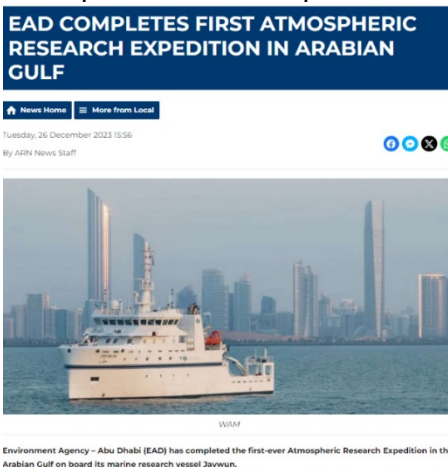 EAD COMPLETES FIRST ATMOSPHERIC
RESEARCH EXPEDITION IN ARABIAN
GULF
News Home More from Local
Tuesday, 26 December 2023 15:56
By ARN News Staff
WAM
Environment Agency – Abu Dhabi (EAD) has completed the first-ever Atmospheric Research Expedition in the
Arabian Gulf on board its marine research vessel Jaywun.